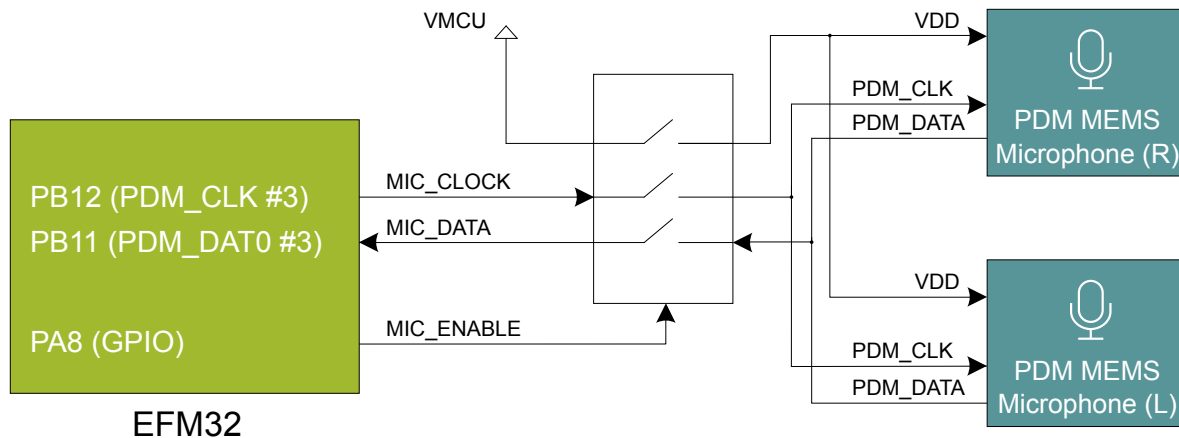 VMCU
VDD
PDM_CLK
PDM_DATA
PDM MEMS
Microphone (R)
PB12 (PDM_CLK #3)
MIC_CLOCK
PB11 (PDM_DAT0 #3)
MIC_DATA
PA8 (GPIO)
MIC_ENABLE
EFM32
VDD
PDM_CLK
PDM_DATA
PDM MEMS
Microphone (L)